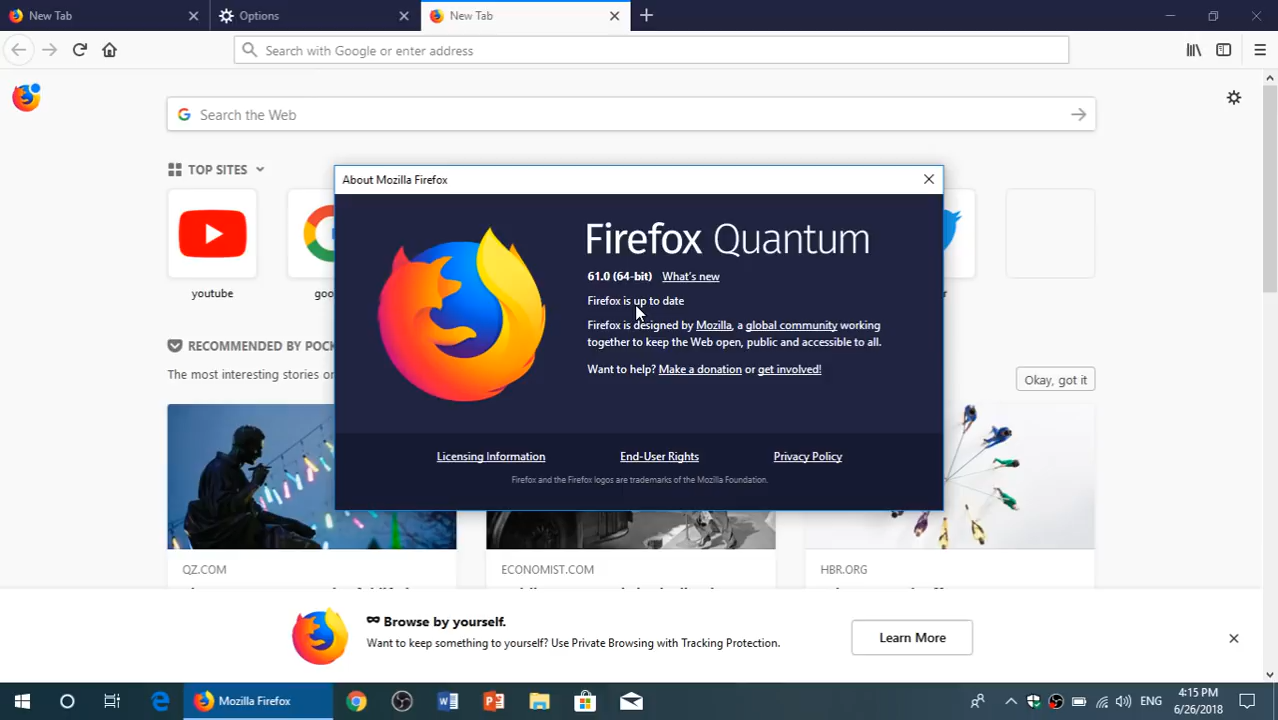 New Tab
Options
New Tab
Search with Google or enter address
Search the Web
TOP SITES
youtube
RECOMMENDED BY POCK
The most interesting stories or
Okay, got it
About Mozilla Firefox
Firefox Quantum
61.0 (64-bit) What's new
Firefox is up to date
Firefox is designed by Mozilla, a global community working
together to keep the Web open, public and accessible to all.
Want to help? Make a donation or get involved!
Licensing Information End-User Rights Privacy Policy
Firefox and the Firefox logos are trademarks of the Mozilla Foundation.
QZ.COM
ECONOMIST.COM
HBR.ORG
Browse by yourself.
Want to keep something to yourself? Use Private Browsing with Tracking Protection.
Learn More
Mozilla Firefox
ENG
4:15 PM
6/26/2018